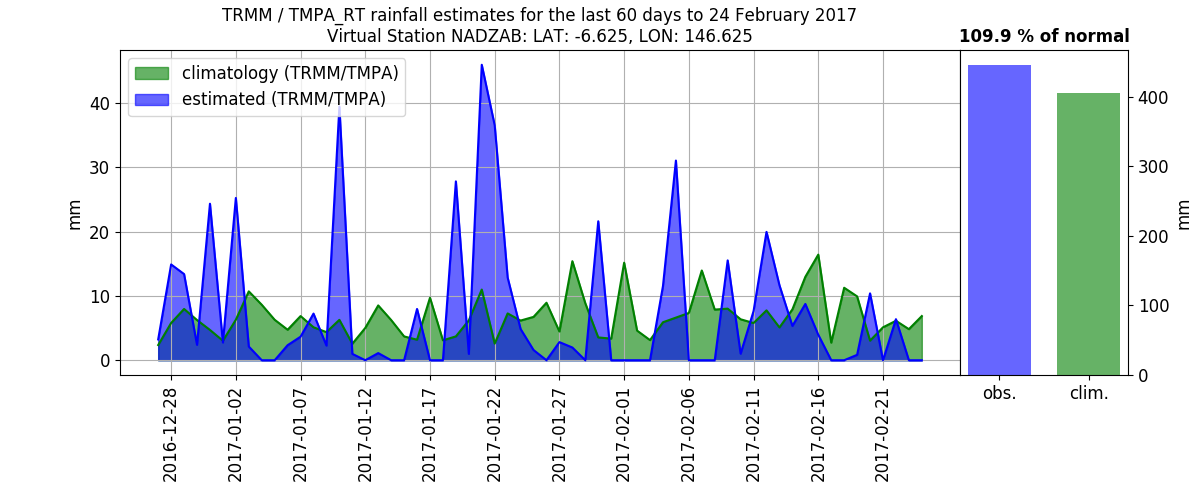 TRMM / TMPA_RT rainfall estimates for the last 60 days to 24 February 2017
Virtual Station NADZAB: LAT: -6.625, LON: 146.625
109.9 % of normal
climatology (TRMM/TMPA)
estimated (TRMM/TMPA)
mm
40
30
20
10
0
2016-12-28
2017-01-02
2017-01-07
2017-01-12
2017-01-17
2017-01-22
2017-01-27
2017-02-01
2017-02-06
2017-02-11
2017-02-16
2017-02-21
400
300
200
100
0
mm
obs.
clim.